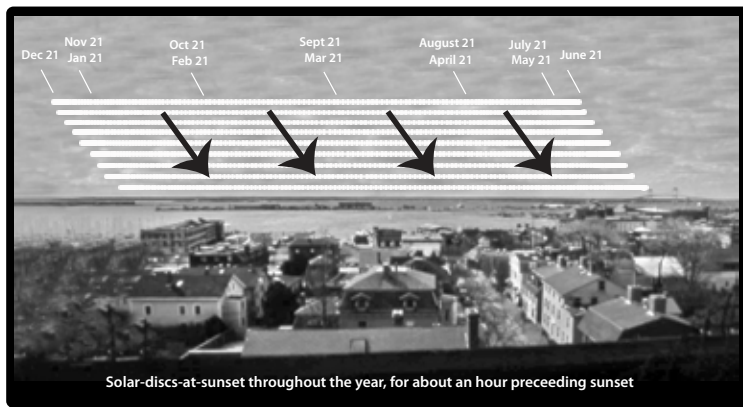 Dec 21
Nov 21
Jan 21
Oct 21
Feb 21
Sept 21
Mar 21
August 21
April 21
July 21
May 21
June 21
Solar-discs-at-sunset throughout the year, for about an hour preceeding sunset